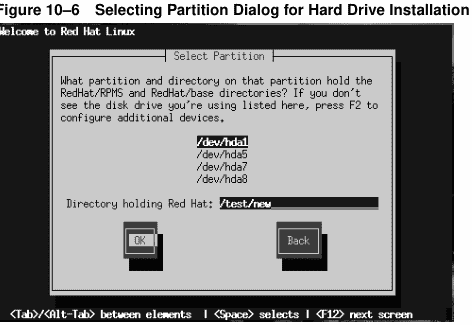 Figure 10–6 Selecting Partition Dialog for Hard Drive Installation
Welcome to Red Hat Linux
Select Partition
What partition and directory on that partition hold the
RedHat/RPMS and RedHat/base directories? If you don't
see the disk drive you're using listed here, press F2 to
configure additional devices.
/dev/hda1
/dev/hda5
/dev/hda7
/dev/hda8
Directory holding Red Hat: /test/new
OK Back
<Tab>/<Alt-Tab> between elements | <Space> selects | <F12> next screen